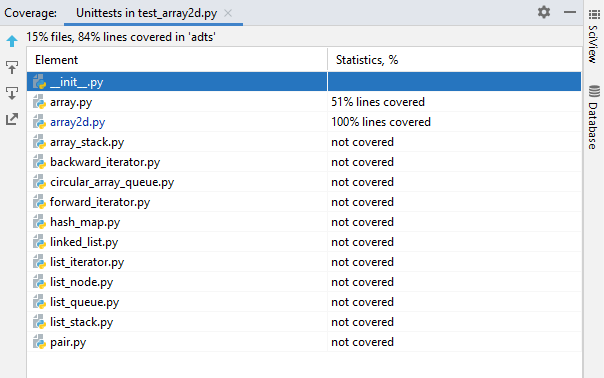 Coverage: Unittests in test_array2d.py
15% files, 84% lines covered in 'adts'
Element Statistics, %
__init__.py
array.py 51% lines covered
array2d.py 100% lines covered
array_stack.py not covered
backward_iterator.py not covered
circular_array_queue.py not covered
forward_iterator.py not covered
hash_map.py not covered
linked_list.py not covered
list_iterator.py not covered
list_node.py not covered
list_queue.py not covered
list_stack.py not covered
pair.py not covered
SciView
Database